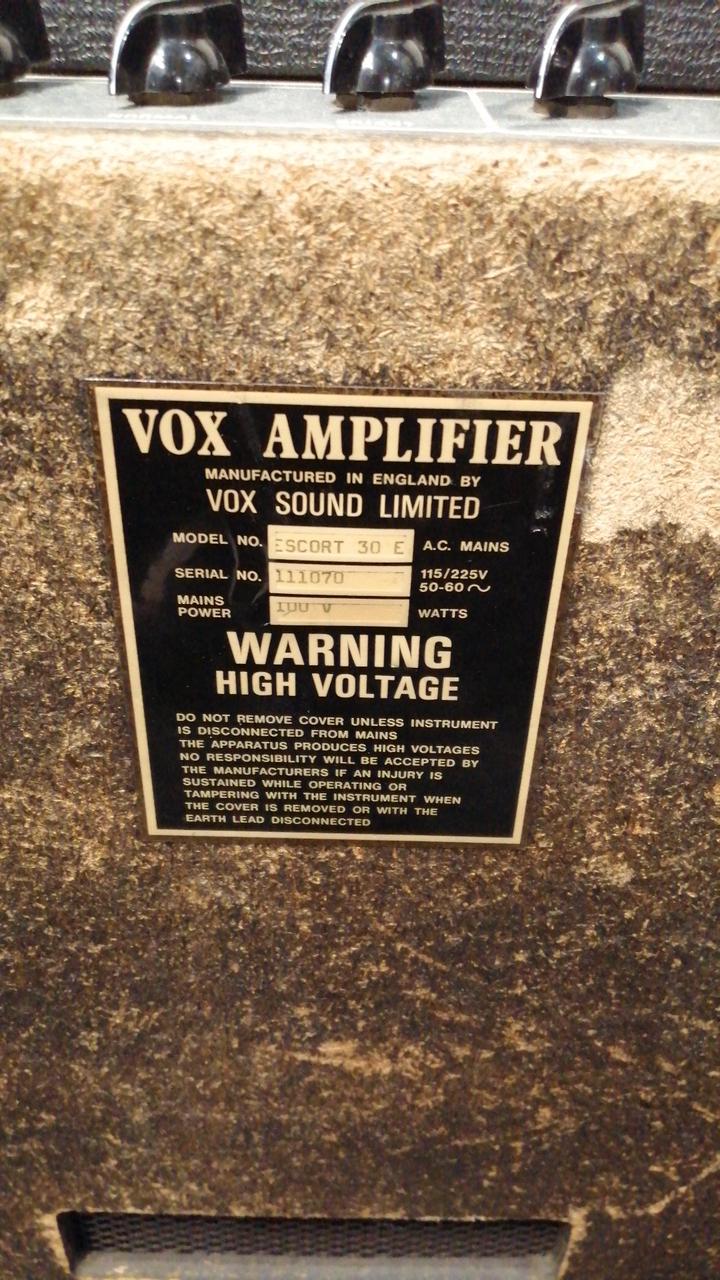 VOX AMPLIFIER
MANUFACTURED IN ENGLAND BY
VOX SOUND LIMITED
MODEL NO. ESCORT 30 E A.C. MAINS
SERIAL NO. 111070 115/225V
50-60 ~
MAINS
POWER 100 V WATTS
WARNING
HIGH VOLTAGE
DO NOT REMOVE COVER UNLESS INSTRUMENT
IS DISCONNECTED FROM MAINS
THE APPARATUS PRODUCES HIGH VOLTAGES
NO RESPONSIBILITY WILL BE ACCEPTED BY
THE MANUFACTURERS IF AN INJURY IS
SUSTAINED WHILE OPERATING OR
TAMPERING WITH THE INSTRUMENT WHEN
THE COVER IS REMOVED OR WITH THE
EARTH LEAD DISCONNECTED